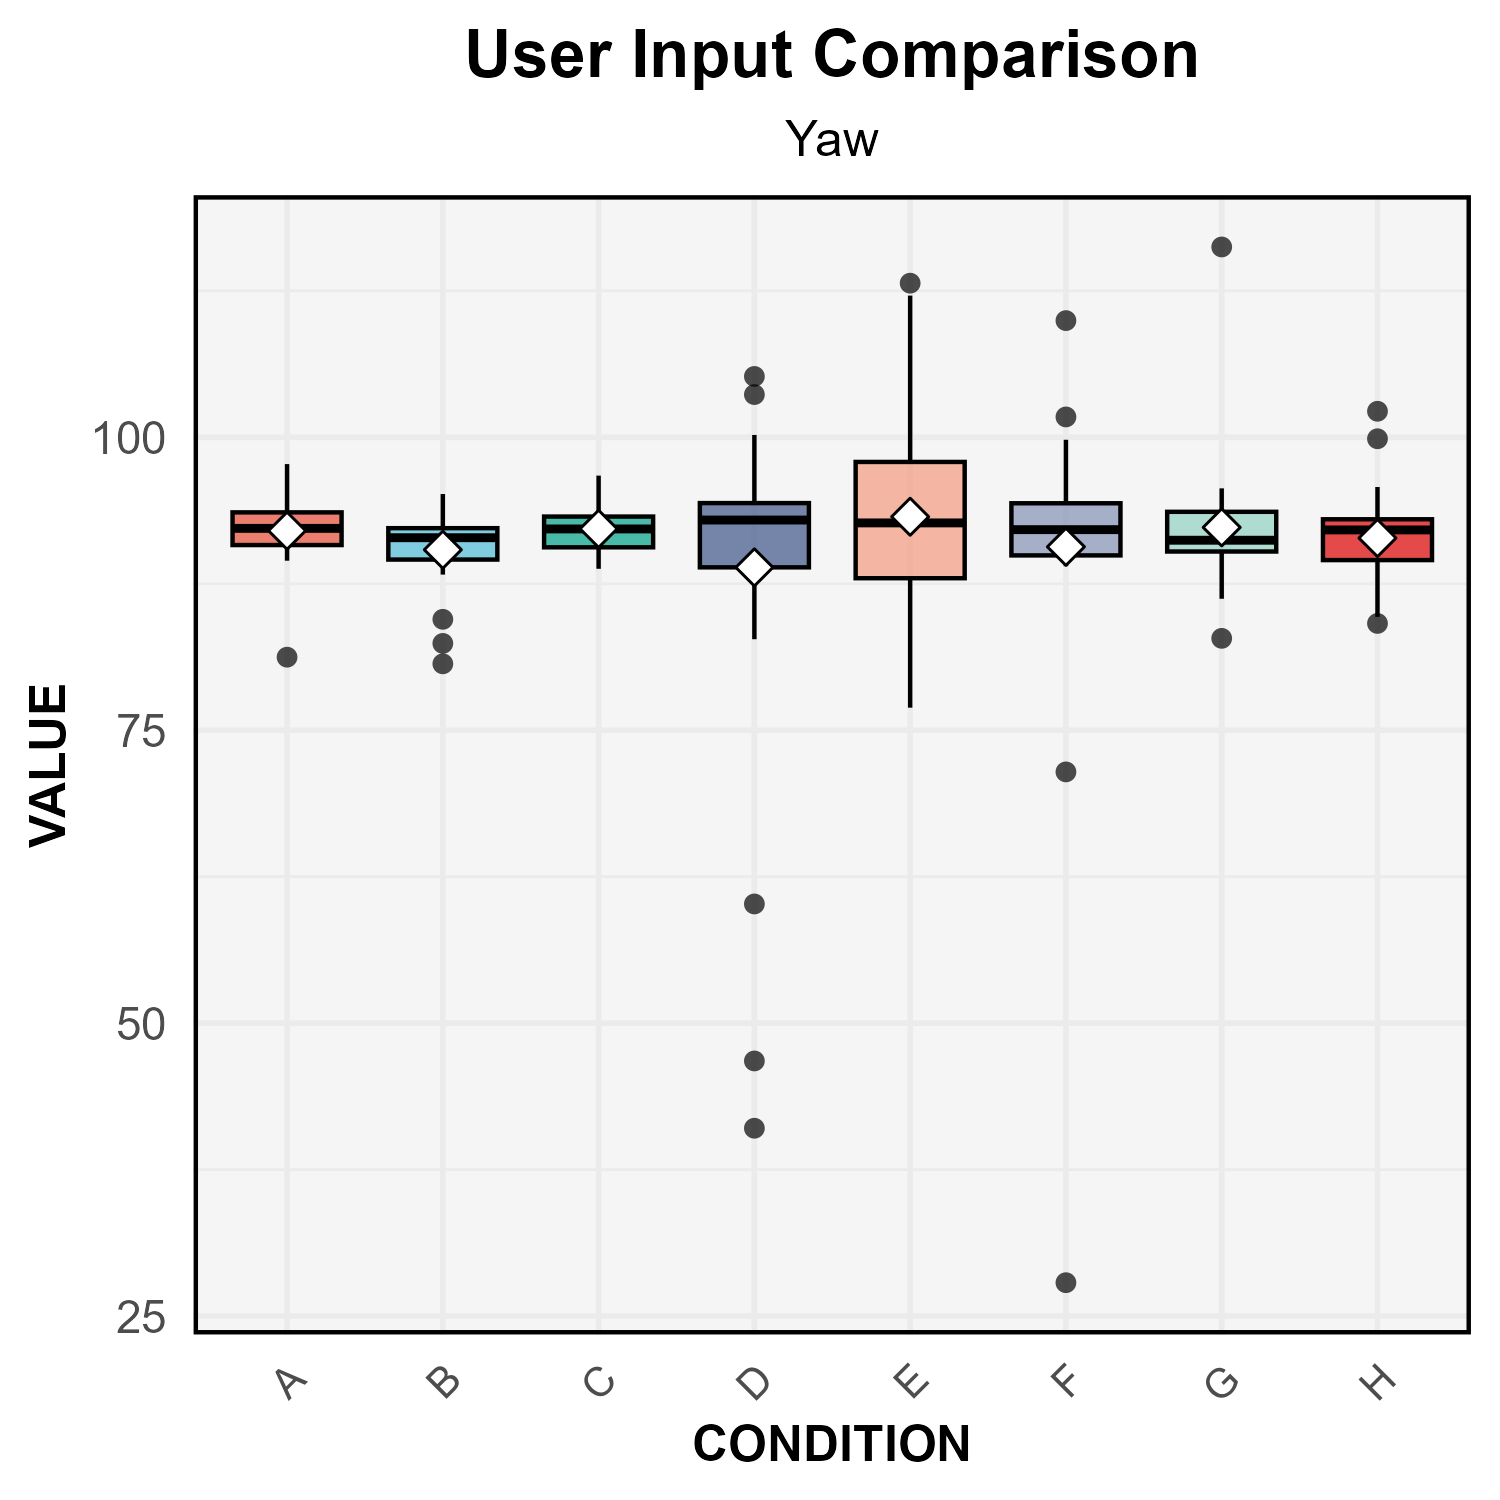 User Input Comparison
Yaw
VALUE
100
75
50
25
A B C D E F G H
CONDITION